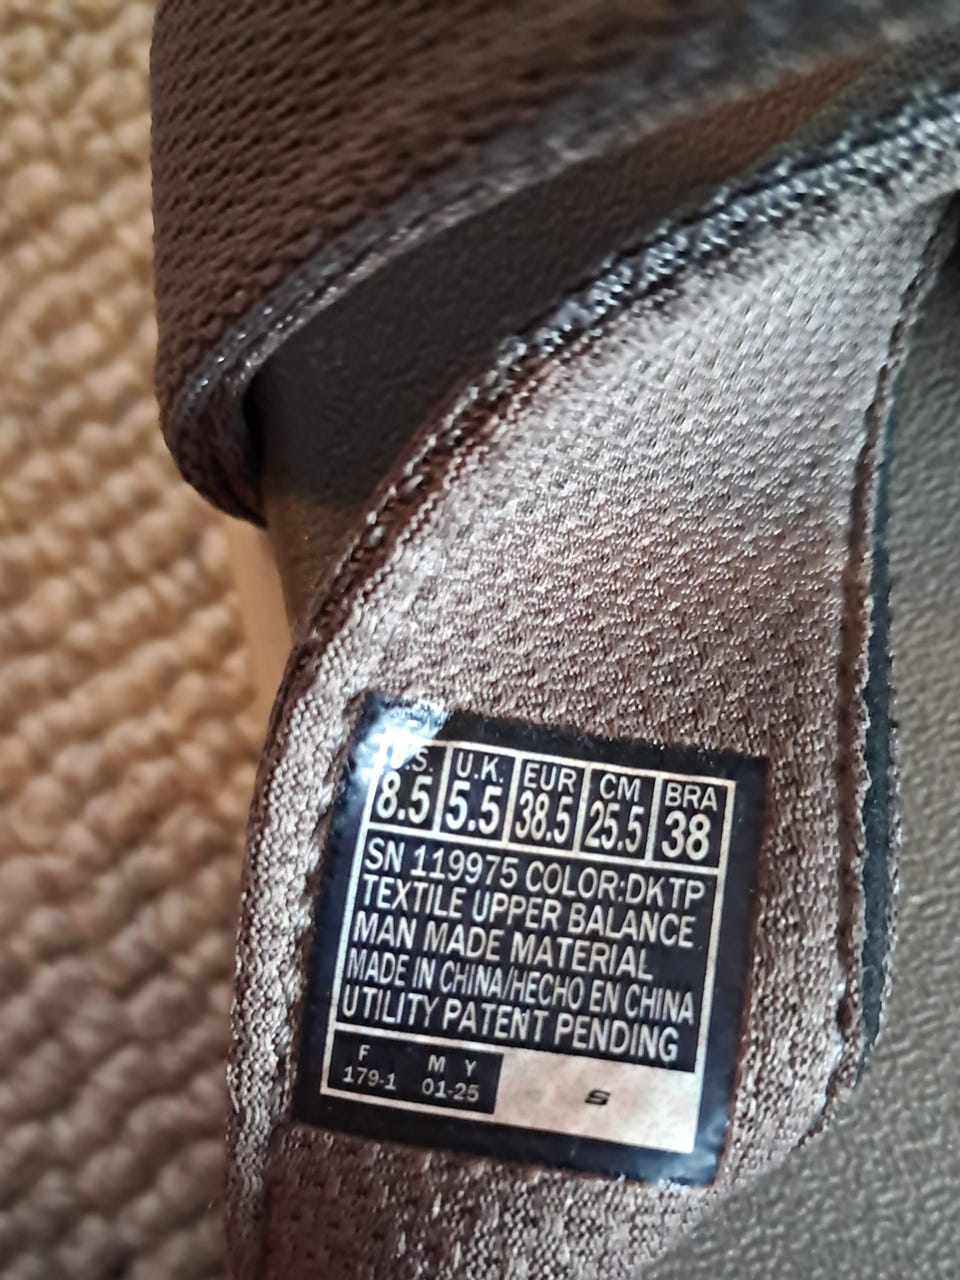 U.S. U.K. EUR CM BRA
8.5 5.5 38.5 25.5 38
SN 119975 COLOR:DKTP
TEXTILE UPPER BALANCE
MAN MADE MATERIAL
MADE IN CHINA/HECHO EN CHINA
UTILITY PATENT PENDING
F M Y
179-1 01-25
S